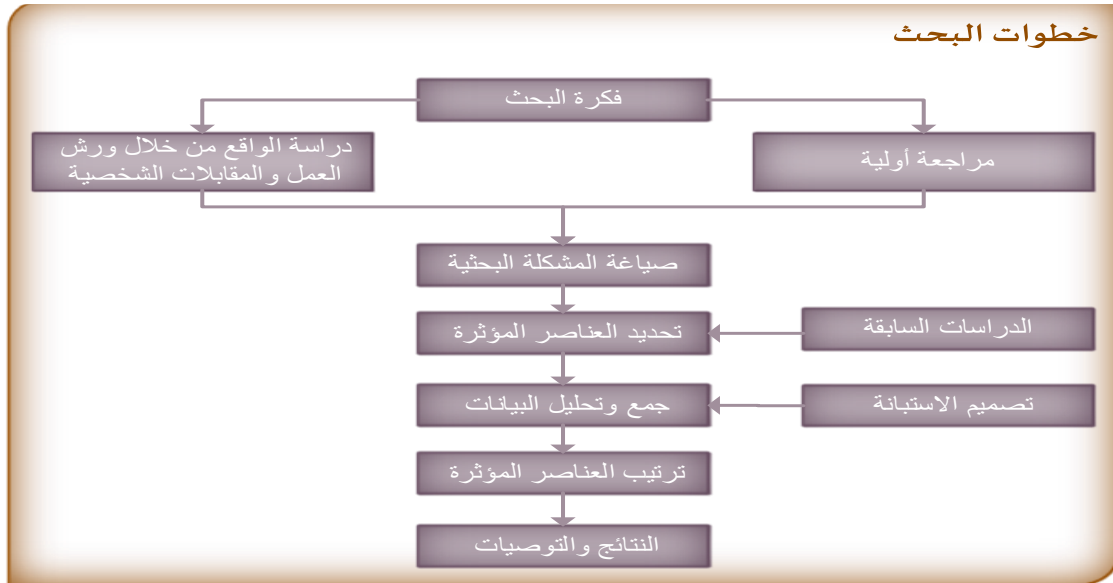 خطوات البحث
فكرة البحث
مراجعة أولية
دراسة الواقع من خلال ورش
العمل والمقابلات الشخصية
صياغة المشكلة البحثية
تحديد العناصر المؤثرة
الدراسات السابقة
جمع وتحليل البيانات
تصميم الاستبانة
ترتيب العناصر المؤثرة
النتائج والتوصيات